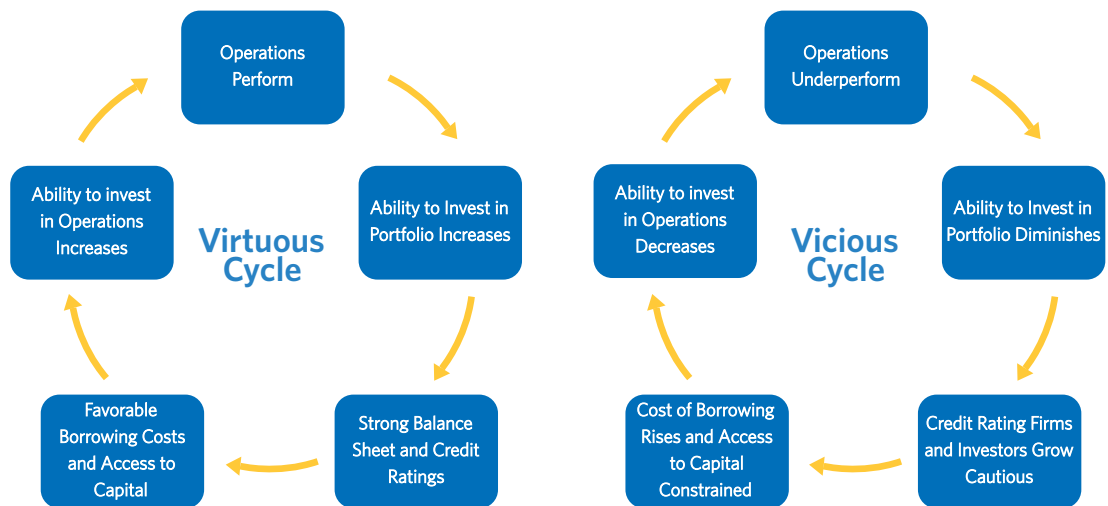 Operations
Perform
Ability to Invest in
Portfolio Increases
Strong Balance
Sheet and Credit
Ratings
Favorable
Borrowing Costs
and Access to
Capital
Ability to invest
in Operations
Increases
Virtuous
Cycle
Operations
Underperform
Ability to Invest in
Portfolio Diminishes
Credit Rating Firms
and Investors Grow
Cautious
Cost of Borrowing
Rises and Access
to Capital
Constrained
Ability to invest
in Operations
Decreases
Vicious
Cycle